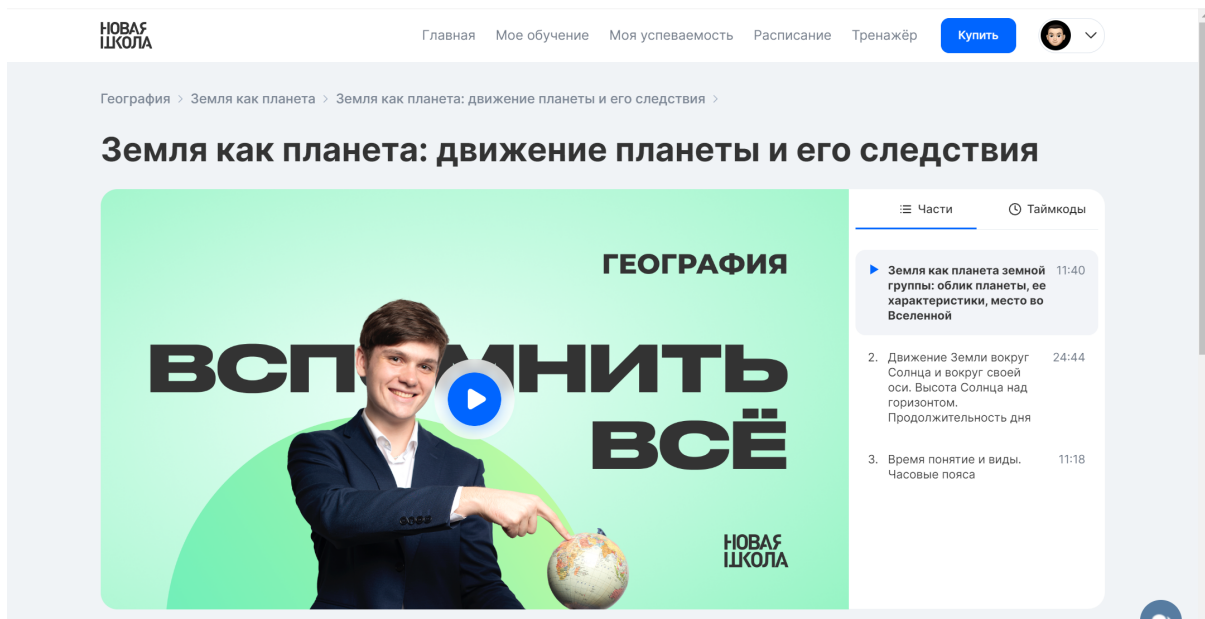 НОВАЯ
ШКОЛА
Главная Мое обучение Моя успеваемость Расписание Тренажёр Купить
География > Земля как планета > Земля как планета: движение планеты и его следствия >
Земля как планета: движение планеты и его следствия
ГЕОГРАФИЯ
ВСПОМНИТЬ
ВСЁ
НОВАЯ
ШКОЛА
Части Таймкоды
Земля как планета земной 11:40
группы: облик планеты, ее
характеристики, место во
Вселенной
2. Движение Земли вокруг 24:44
Солнца и вокруг своей
оси. Высота Солнца над
горизонтом.
Продолжительность дня
3. Время понятие и виды. 11:18
Часовые пояса